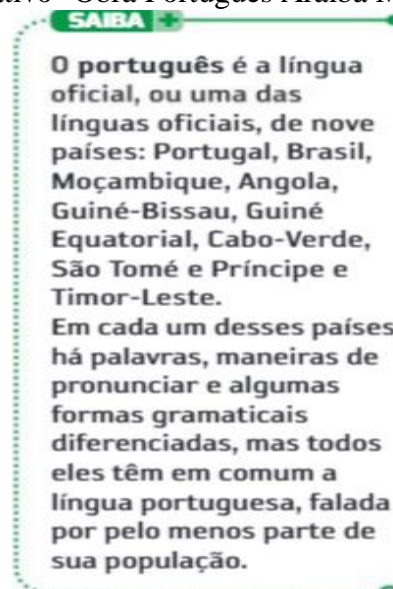 SAIBA +
O português é a língua
oficial, ou uma das
línguas oficiais, de nove
países: Portugal, Brasil,
Moçambique, Angola,
Guiné-Bissau, Guiné
Equatorial, Cabo-Verde,
São Tomé e Príncipe e
Timor-Leste.
Em cada um desses países
há palavras, maneiras de
pronunciar e algumas
formas gramaticais
diferenciadas, mas todos
eles têm em comum a
língua portuguesa, falada
por pelo menos parte de
sua população.